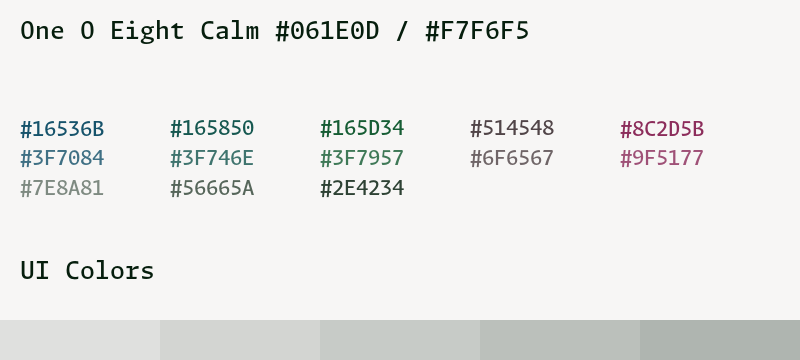 One O Eight Calm #061E0D / #F7F6F5
#16536B #165850 #165D34 #514548 #8C2D5B
#3F7084 #3F746E #3F7957 #6F6567 #9F5177
#7E8A81 #56665A #2E4234
UI Colors